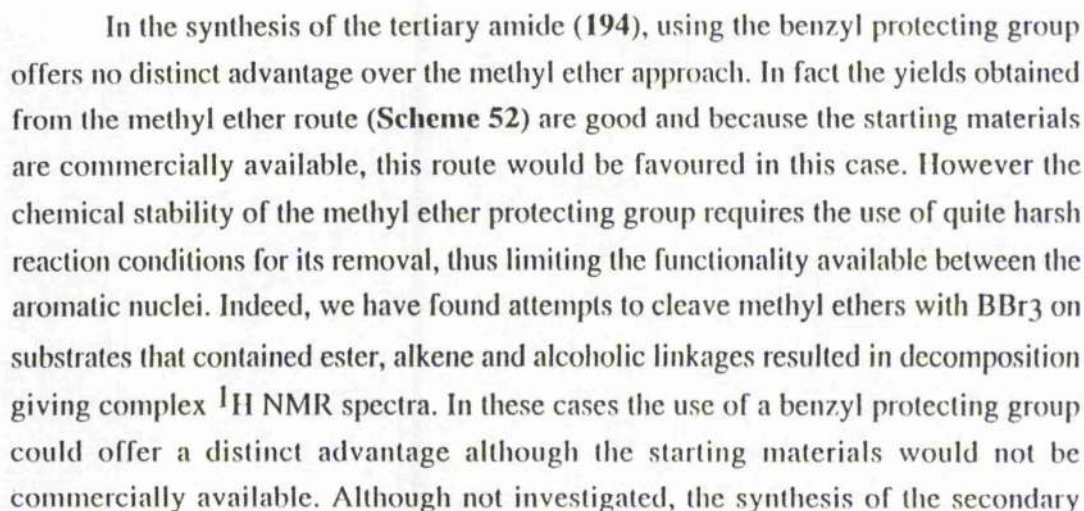 In the synthesis of the tertiary amide (194), using the benzyl protecting group
offers no distinct advantage over the methyl ether approach. In fact the yields obtained
from the methyl ether route (Scheme 52) are good and because the starting materials
are commercially available, this route would be favoured in this case. However the
chemical stability of the methyl ether protecting group requires the use of quite harsh
reaction conditions for its removal, thus limiting the functionality available between the
aromatic nuclei. Indeed, we have found attempts to cleave methyl ethers with BBr3 on
substrates that contained ester, alkene and alcoholic linkages resulted in decomposition
giving complex 1H NMR spectra. In these cases the use of a benzyl protecting group
could offer a distinct advantage although the starting materials would not be
commercially available. Although not investigated, the synthesis of the secondary